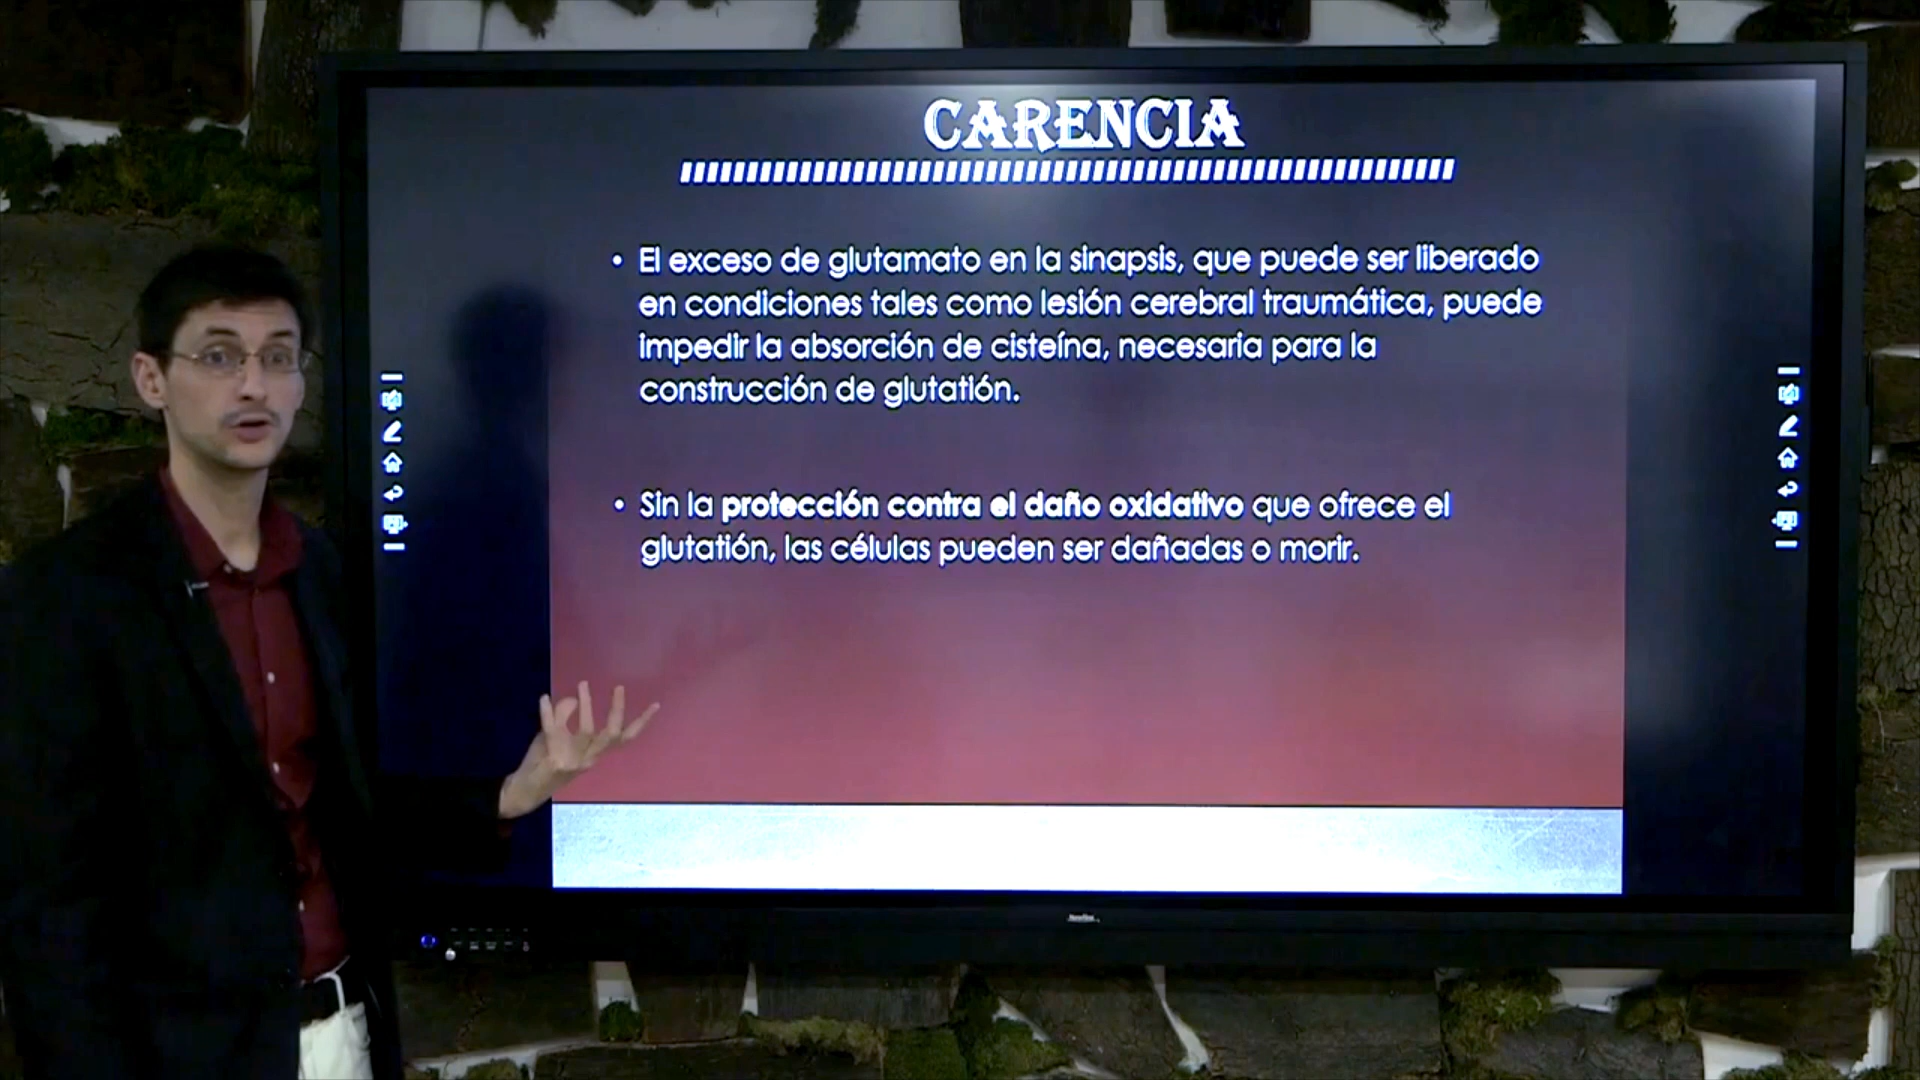 CARENCIA
• El exceso de glutamato en la sinapsis, que puede ser liberado
en condiciones tales como lesión cerebral traumática, puede
impedir la absorción de cisteína, necesaria para la
construcción de glutatión.
• Sin la protección contra el daño oxidativo que ofrece el
glutatión, las células pueden ser dañadas o morir.